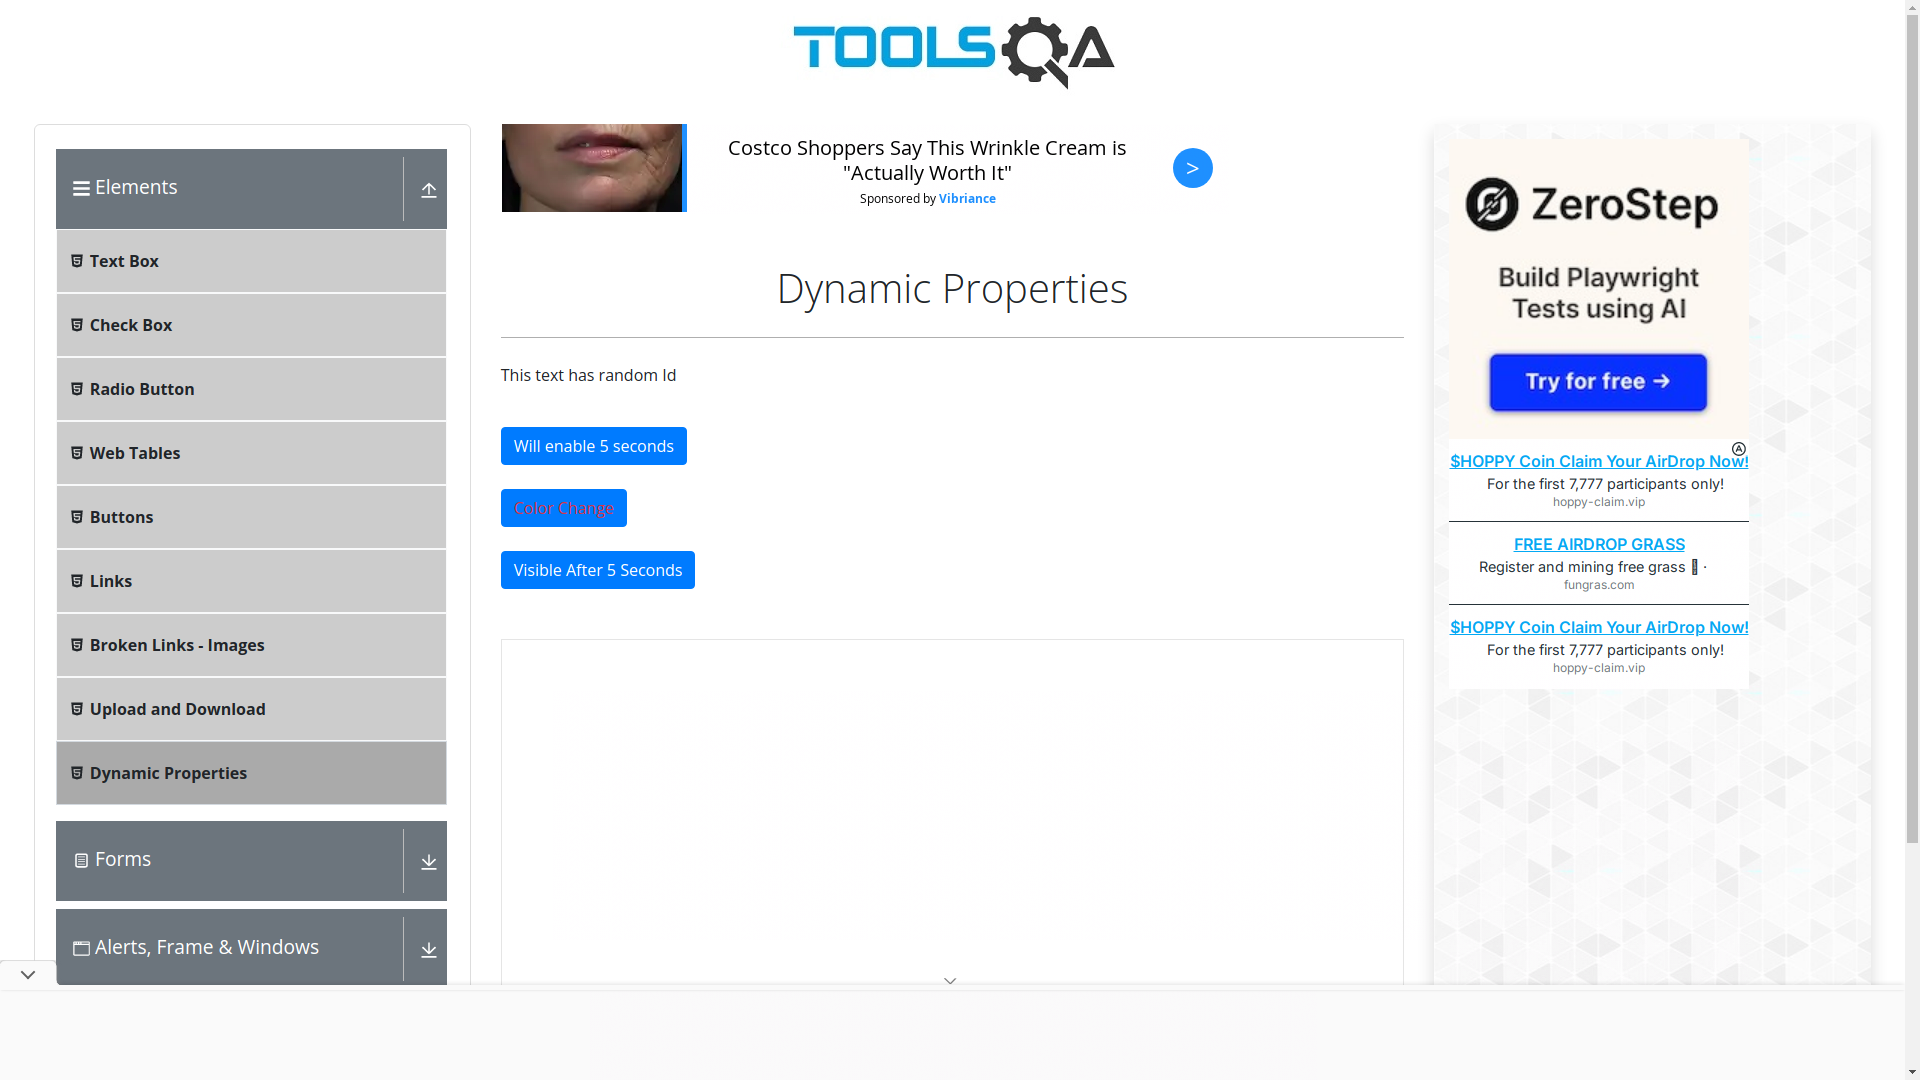 TOOLSQA
Elements
Text Box
Check Box
Radio Button
Web Tables
Buttons
Links
Broken Links - Images
Upload and Download
Dynamic Properties
Forms
Alerts, Frame & Windows
Costco Shoppers Say This Wrinkle Cream is
"Actually Worth It"
Sponsored by Vibriance
>
Dynamic Properties
This text has random Id
Will enable 5 seconds
Color Change
Visible After 5 Seconds
ZeroStep
Build Playwright
Tests using AI
Try for free →
$HOPPY Coin Claim Your AirDrop Now!
For the first 7,777 participants only!
hoppy-claim.vip
FREE AIRDROP GRASS
Register and mining free grass ·
fungras.com
$HOPPY Coin Claim Your AirDrop Now!
For the first 7,777 participants only!
hoppy-claim.vip